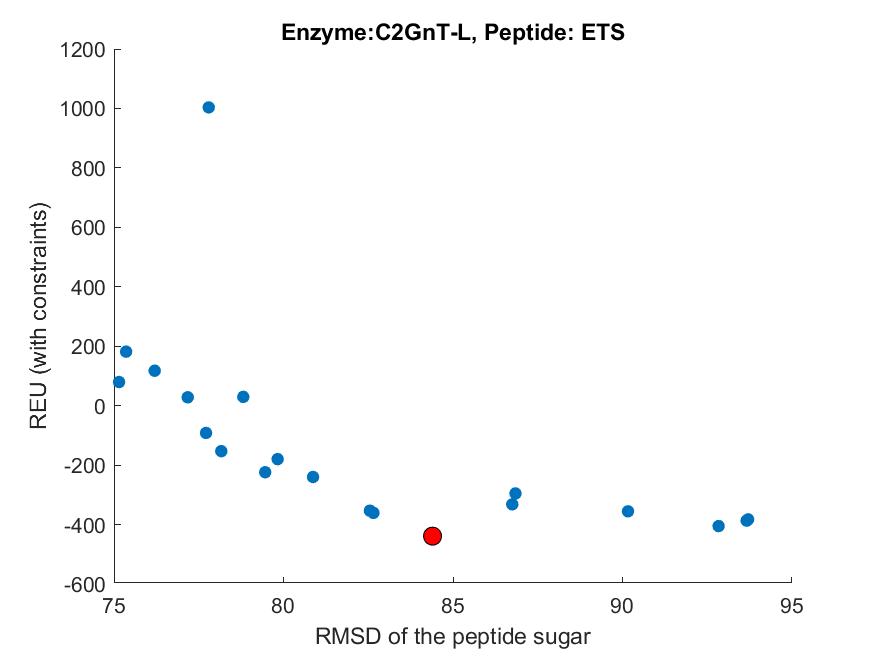 Enzyme:C2GnT-L, Peptide: ETS
1200
1000
800
600
400
200
0
-200
-400
-600
REU (with constraints)
75 80 85 90 95
RMSD of the peptide sugar